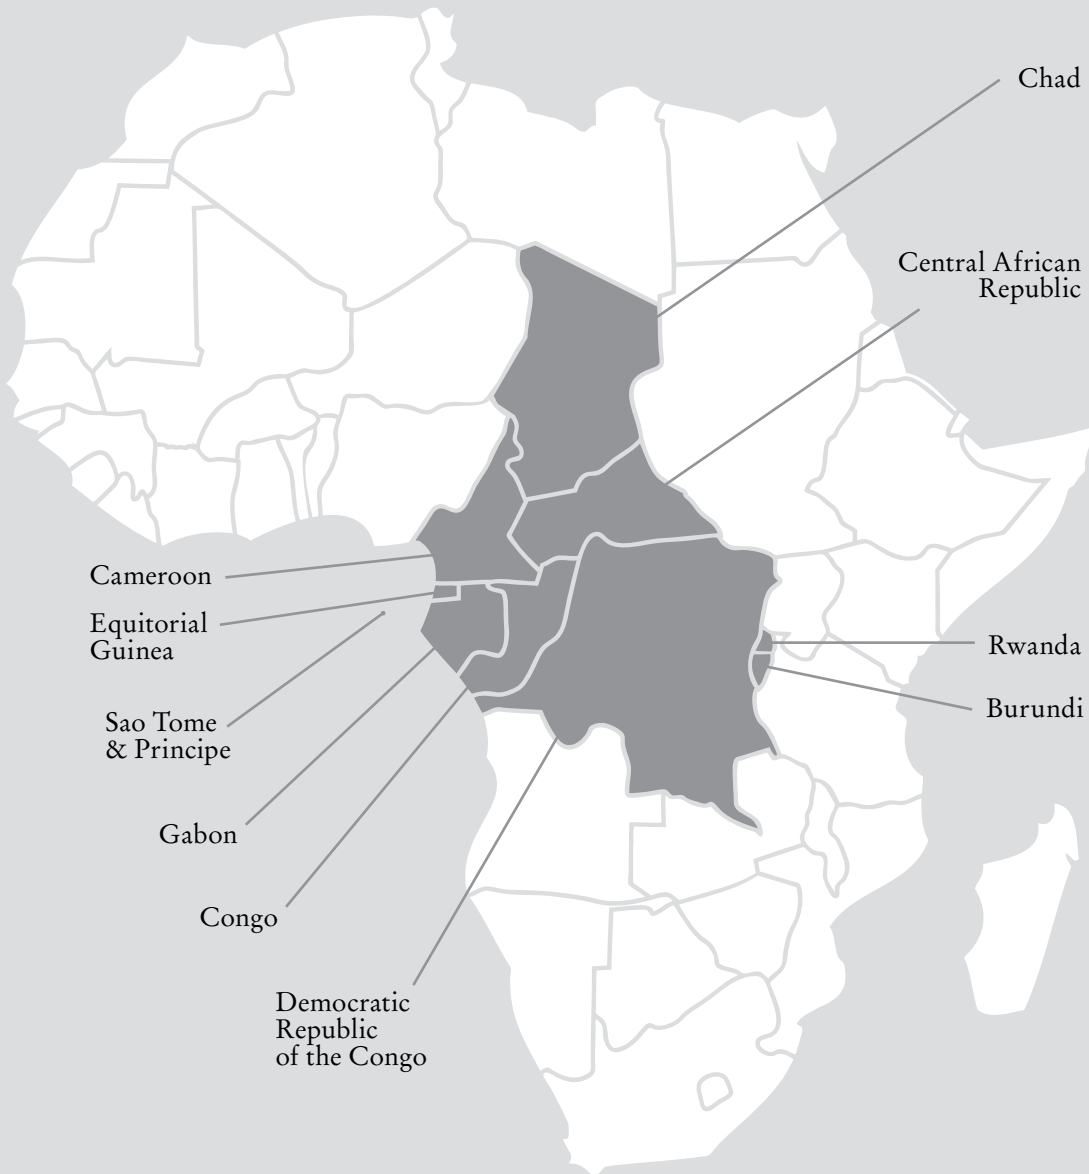 Chad
Central African
Republic
Cameroon
Equitorial
Guinea
Rwanda
Burundi
Sao Tome
& Principe
Gabon
Congo
Democratic
Republic
of the Congo